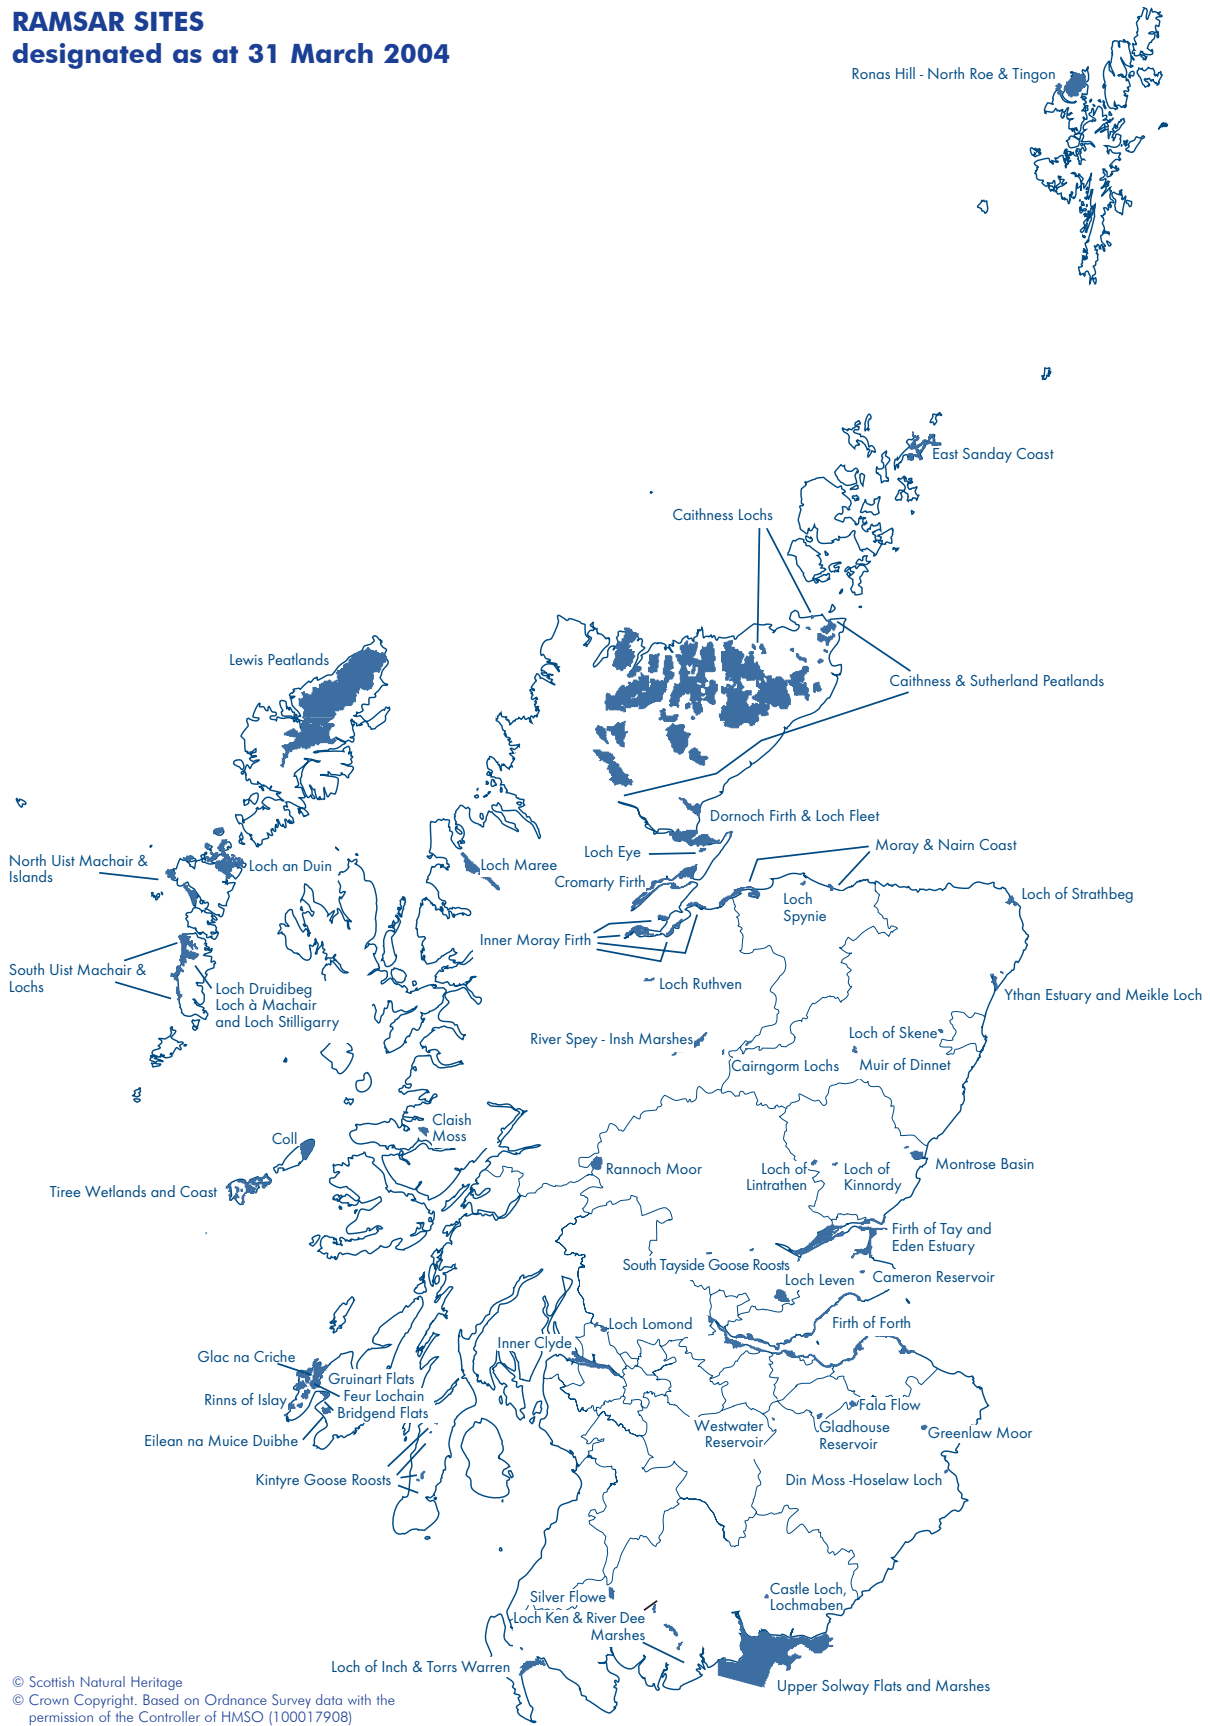 RAMSAR SITES
designated as at 31 March 2004
Ronas Hill - North Roe & Tingon
East Sanday Coast
Caithness Lochs
Lewis Peatlands
Caithness & Sutherland Peatlands
Dornoch Firth & Loch Fleet
Loch Eye
Moray & Nairn Coast
North Uist Machair &
Islands
Loch an Duin
Loch Maree
Cromarty Firth
Loch
Spynie
Loch of Strathbeg
Inner Moray Firth
South Uist Machair &
Lochs
Loch Druidibeg
Loch à Machair
and Loch Stilligarry
Loch Ruthven
Ythan Estuary and Meikle Loch
River Spey - Insh Marshes
Loch of Skene
Cairngorm Lochs
Muir of Dinnet
Claish
Moss
Coll
Rannoch Moor
Loch of
Lintrathen
Loch of
Kinnordy
Montrose Basin
Tiree Wetlands and Coast
Firth of Tay and
Eden Estuary
South Tayside Goose Roosts
Loch Leven
Cameron Reservoir
Loch Lomond
Firth of Forth
Inner Clyde
Glac na Criche
Gruinart Flats
Feur Lochain
Rinns of Islay
Bridgend Flats
Fala Flow
Westwater
Reservoir
Gladhouse
Reservoir
Greenlaw Moor
Eilean na Muice Duibhe
Kintyre Goose Roosts
Din Moss -Hoselaw Loch
Silver Flowe
Castle Loch,
Lochmaben
Loch Ken & River Dee
Marshes
Loch of Inch & Torrs Warren
Upper Solway Flats and Marshes
© Scottish Natural Heritage
© Crown Copyright. Based on Ordnance Survey data with the
permission of the Controller of HMSO (100017908)